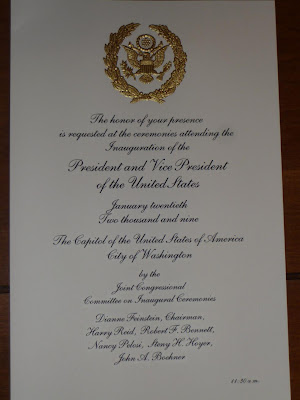 The honor of your presence
is requested at the ceremonies attending the
Inauguration of the
President and Vice President
of the United States
January twentieth
Two thousand and nine
The Capitol of the United States of America
City of Washington
by the
Joint Congressional
Committee on Inaugural Ceremonies
Dianne Feinstein, Chairman,
Harry Reid, Robert F. Bennett,
Nancy Pelosi, Steny H. Hoyer,
John A. Boehner
11:30 a.m.